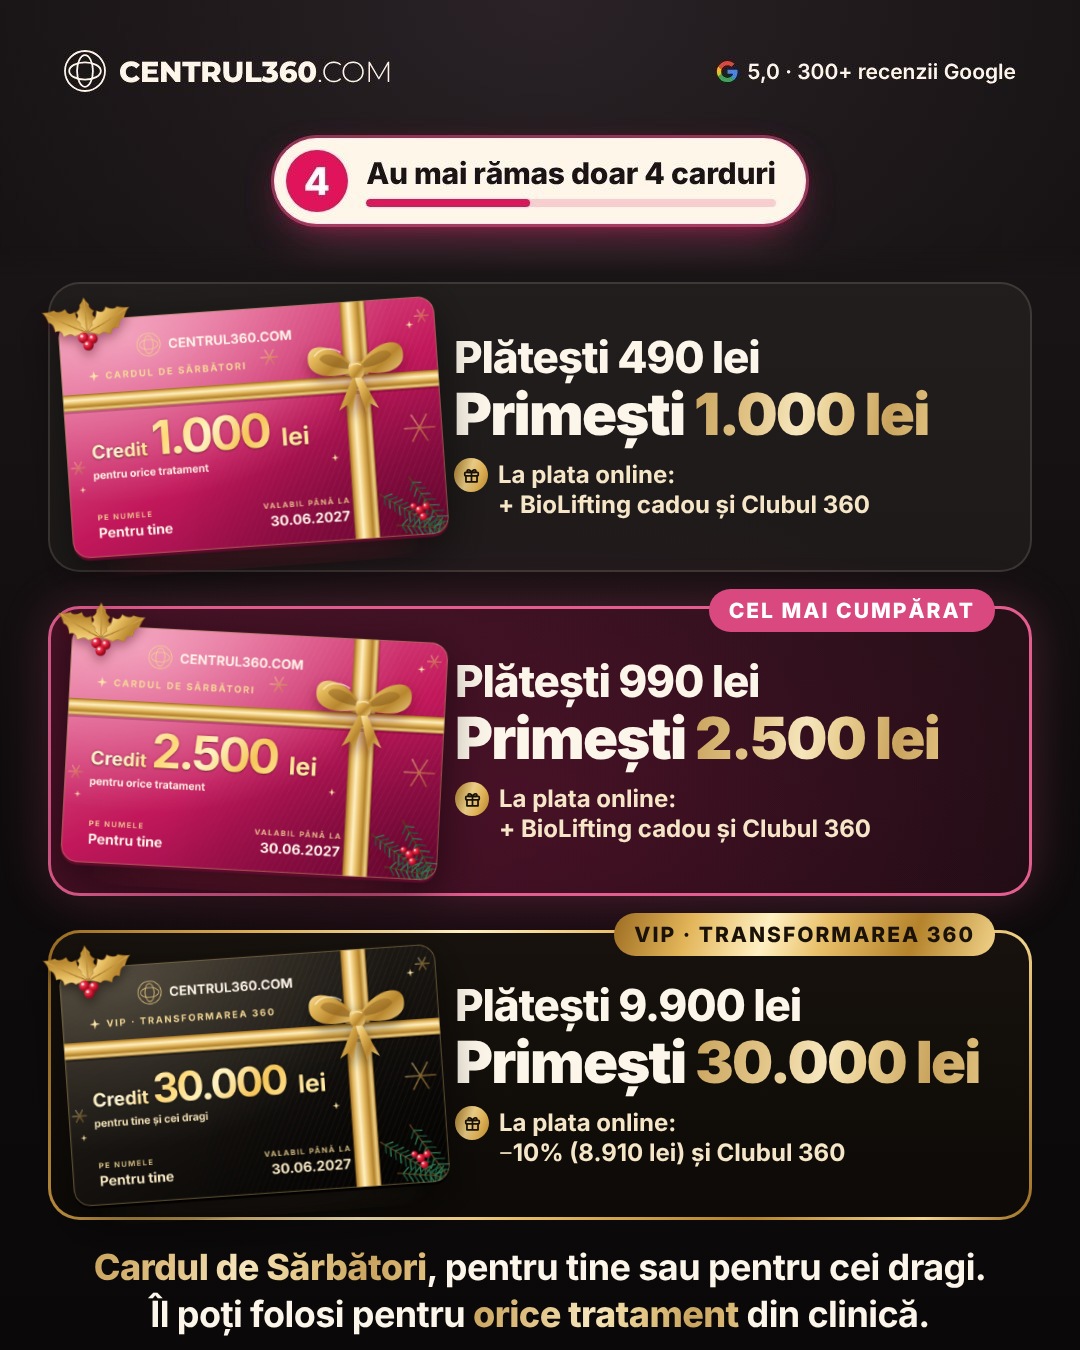 CENTRUL360.COM
5,0 · 300+ recenzii Google
4
Au mai rămas doar 4 carduri
CENTRUL360.COM
CARDUL DE SĂRBĂTORI
Credit 1.000 lei
pentru orice tratament
PE NUMELE
Pentru tine
VALABIL PÂNĂ LA
30.06.2027
Plătești 490 lei
Primești 1.000 lei
La plata online:
+ BioLifting cadou și Clubul 360
CEL MAI CUMPĂRAT
CENTRUL360.COM
CARDUL DE SĂRBĂTORI
Credit 2.500 lei
pentru orice tratament
PE NUMELE
Pentru tine
VALABIL PÂNĂ LA
30.06.2027
Plătești 990 lei
Primești 2.500 lei
La plata online:
+ BioLifting cadou și Clubul 360
VIP · TRANSFORMAREA 360
CENTRUL360.COM
VIP · TRANSFORMAREA 360
Credit 30.000 lei
pentru tine și cei dragi
PE NUMELE
Pentru tine
VALABIL PÂNĂ LA
30.06.2027
Plătești 9.900 lei
Primești 30.000 lei
La plata online:
−10% (8.910 lei) și Clubul 360
Cardul de Sărbători, pentru tine sau pentru cei dragi.
Îl poți folosi pentru orice tratament din clinică.